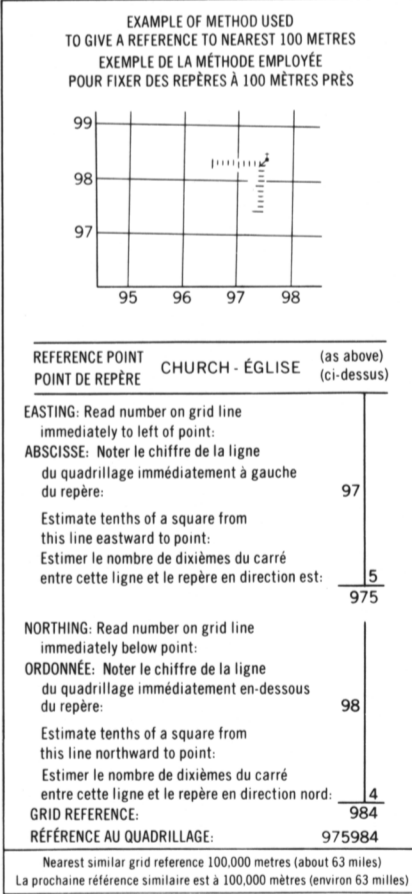 EXAMPLE OF METHOD USED
TO GIVE A REFERENCE TO NEAREST 100 METRES
EXEMPLE DE LA MÉTHODE EMPLOYÉE
POUR FIXER DES REPÈRES À 100 MÈTRES PRÈS
99
98
97
95 96 97 98
REFERENCE POINT
POINT DE REPÈRE
CHURCH - ÉGLISE
(as above)
(ci-dessus)
EASTING: Read number on grid line
immediately to left of point:
ABSCISSE: Noter le chiffre de la ligne
du quadrillage immédiatement à gauche
du repère: 97
Estimate tenths of a square from
this line eastward to point:
Estimer le nombre de dixièmes du carré
entre cette ligne et le repère en direction est: 5
975
NORTHING: Read number on grid line
immediately below point:
ORDONNÉE: Noter le chiffre de la ligne
du quadrillage immédiatement en-dessous
du repère: 98
Estimate tenths of a square from
this line northward to point:
Estimer le nombre de dixièmes du carré
entre cette ligne et le repère en direction nord: 4
GRID REFERENCE: 984
RÉFÉRENCE AU QUADRILLAGE: 975984
Nearest similar grid reference 100,000 metres (about 63 miles)
La prochaine référence similaire est à 100,000 mètres (environ 63 milles)